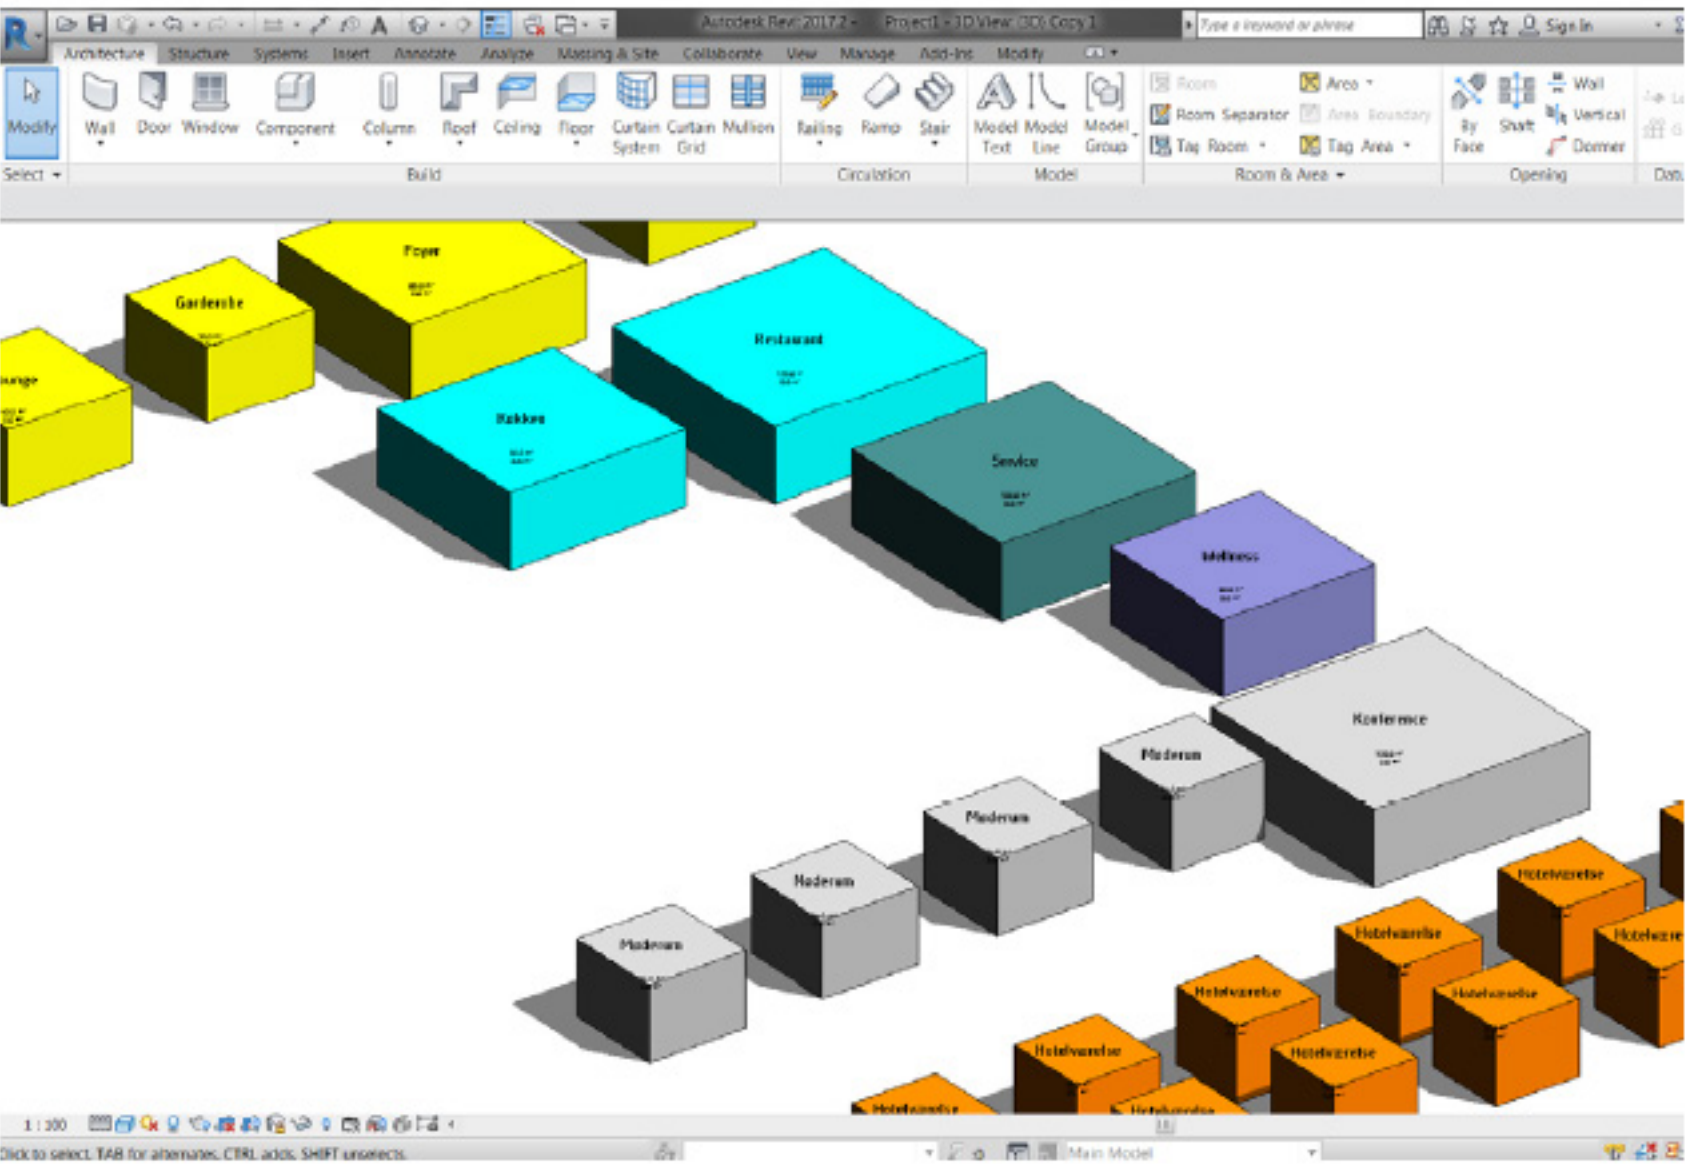 Autodesk Revit 2017.2 - Project1 - 3D View: {3D} Copy 1
Type a keyword or phrase
Sign In
Architecture Structure Systems Insert Annotate Analyze Massing & Site Collaborate View Manage Add-Ins Modify
Modify
Wall Door Window Component Column Roof Ceiling Floor Curtain System Curtain Grid Mullion
Railing Ramp Stair
Model Text Model Line Model Group
Room
Room Separator
Tag Room
Area
Area Boundary
Tag Area
By Face Shaft
Wall
Vertical
Dormer
Select Build Circulation Model Room & Area Opening
Foyer
Garderobe
Restaurant
Køkken
Service
Wellness
Konference
Møderum
Møderum
Møderum
Møderum
Hotelværelse
Hotelværelse
Hotelværelse
Hotelværelse
Hotelværelse
Hotelværelse
Hotelværelse
Hotelværelse
1 : 100
Click to select, TAB for alternates, CTRL adds, SHIFT unselects.
Main Model